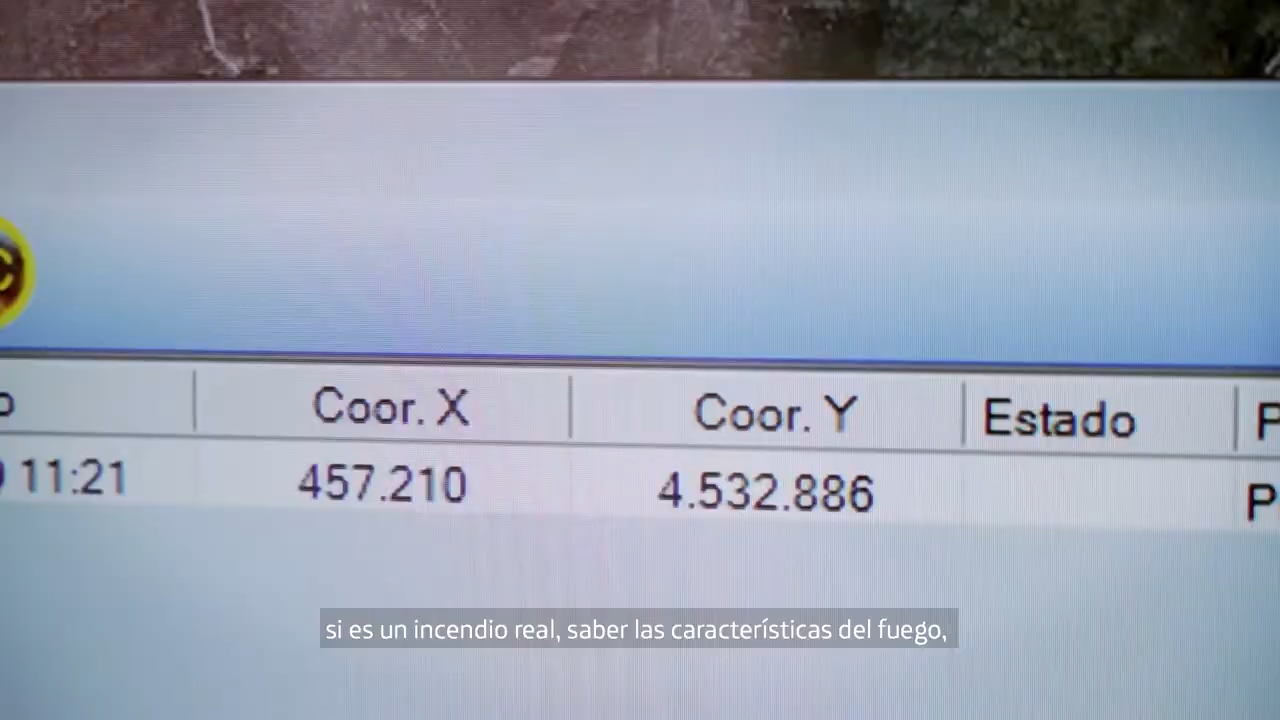 Coor. X Coor. Y Estado P
11:21 457.210 4.532.886 P
si es un incendio real, saber las características del fuego,